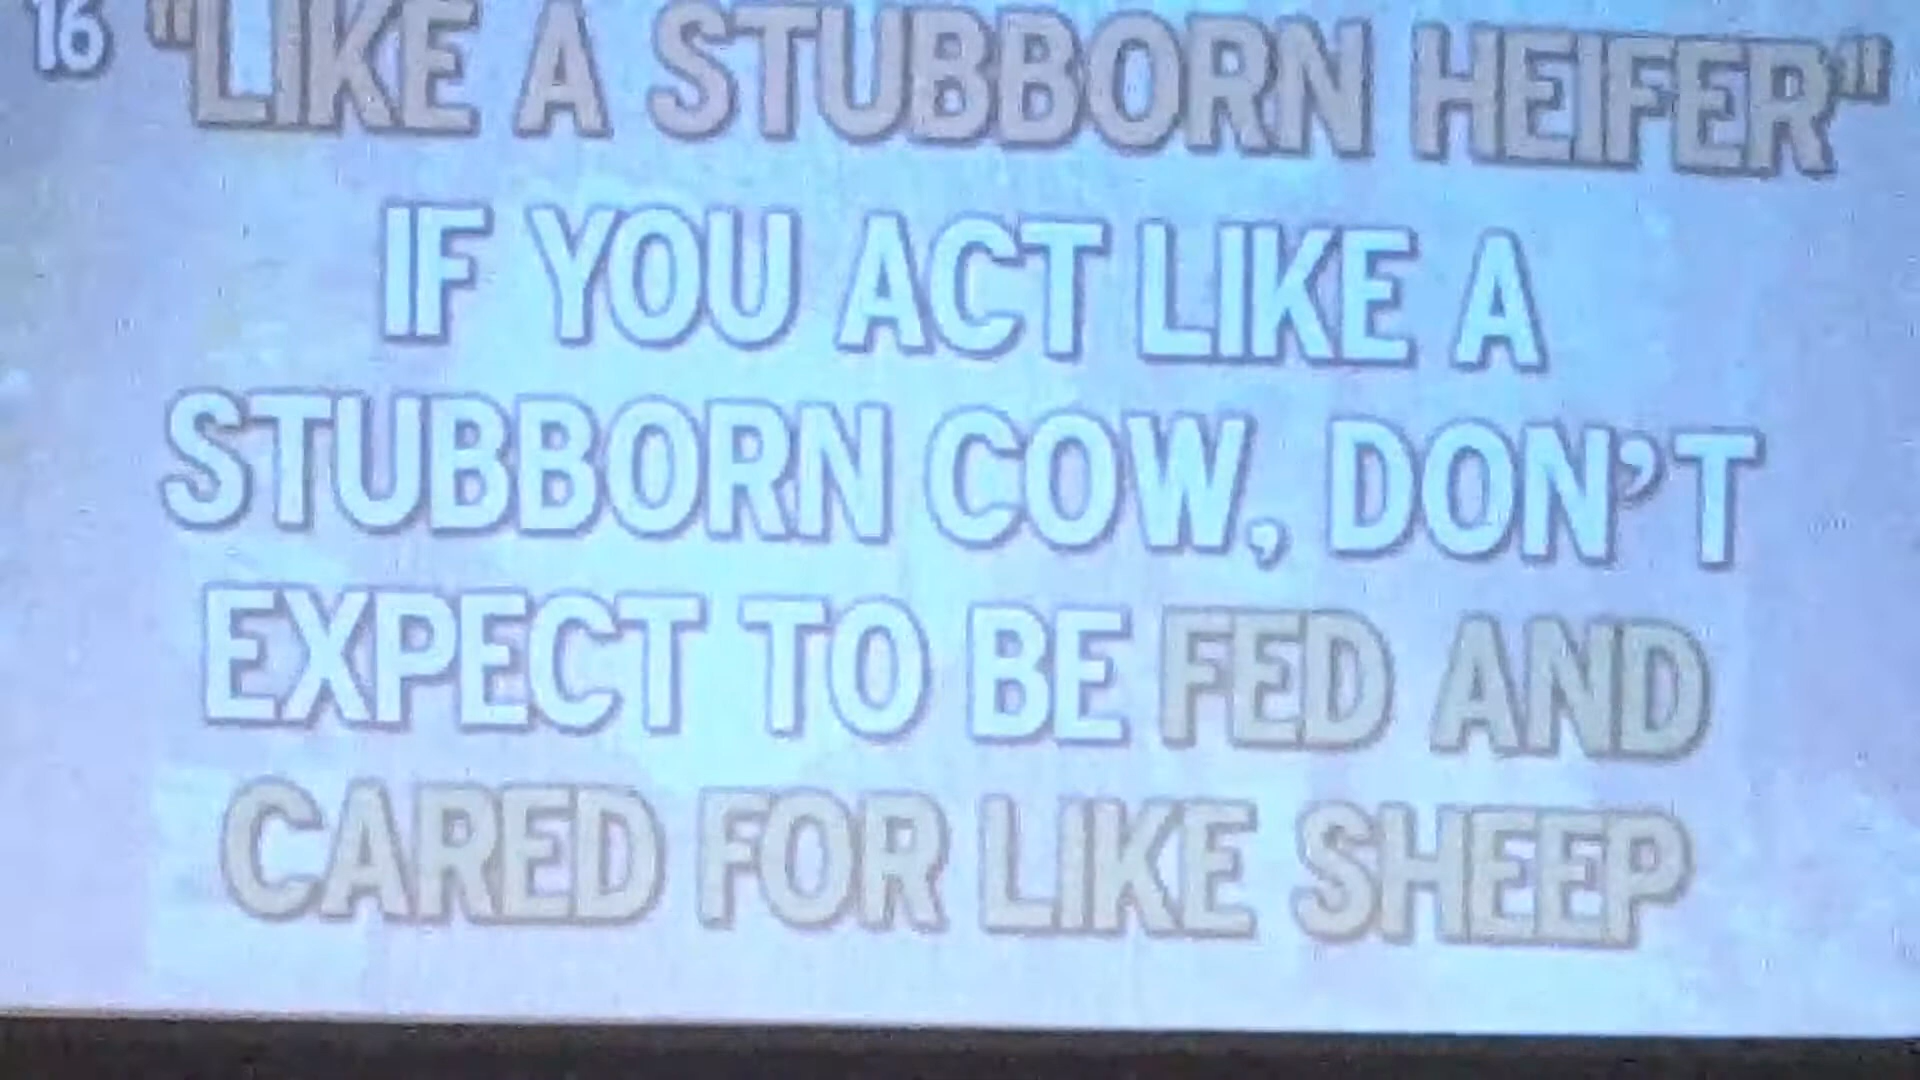 16 "LIKE A STUBBORN HEIFER"
IF YOU ACT LIKE A
STUBBORN COW, DON'T
EXPECT TO BE FED AND
CARED FOR LIKE SHEEP